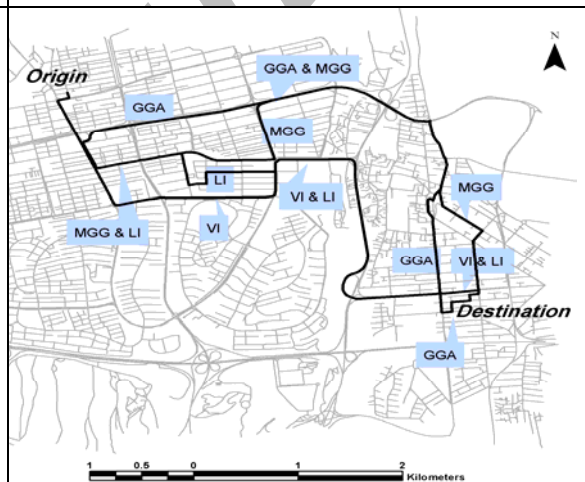 N
Origin
GGA & MGG
GGA
MGG
LI
MGG
VI & LI
VI
MGG & LI
GGA
VI & LI
Destination
GGA
1 0.5 0 1 2
Kilometers